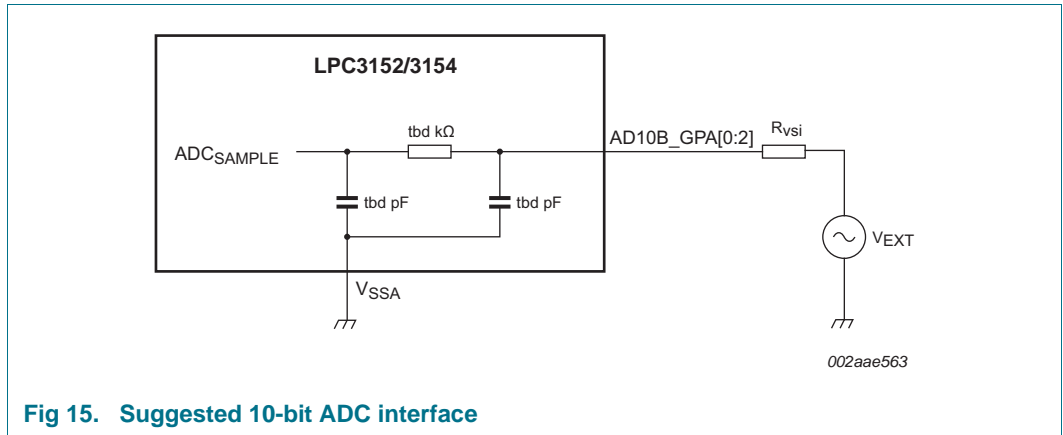 LPC3152/3154
tbd kΩ
AD10B_GPA[0:2]
Rvsi
ADCSAMPLE
tbd pF
tbd pF
VEXT
VSSA
002aae563
Fig 15. Suggested 10-bit ADC interface